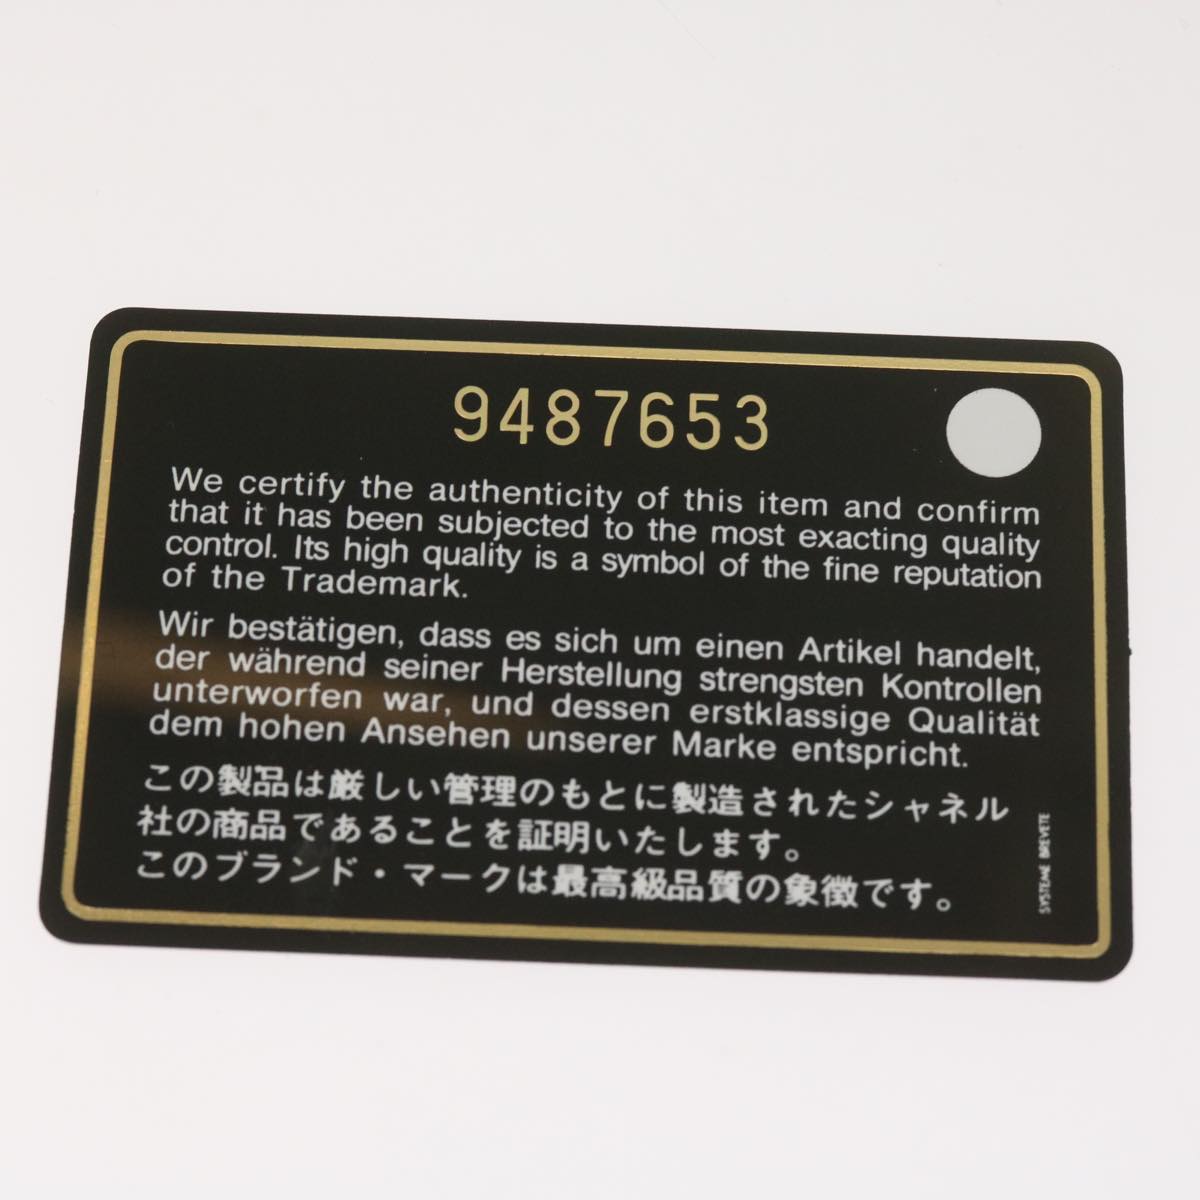 9487653
We certify the authenticity of this item and confirm
that it has been subjected to the most exacting quality
control. Its high quality is a symbol of the fine reputation
of the Trademark.
Wir bestätigen, dass es sich um einen Artikel handelt,
der während seiner Herstellung strengsten Kontrollen
unterworfen war, und dessen erstklassige Qualität
dem hohen Ansehen unserer Marke entspricht.
この製品は厳しい管理のもとに製造されたシャネル
社の商品であることを証明いたします。
このブランド・マークは最高級品質の象徴です。
SYSTEME BREVETE